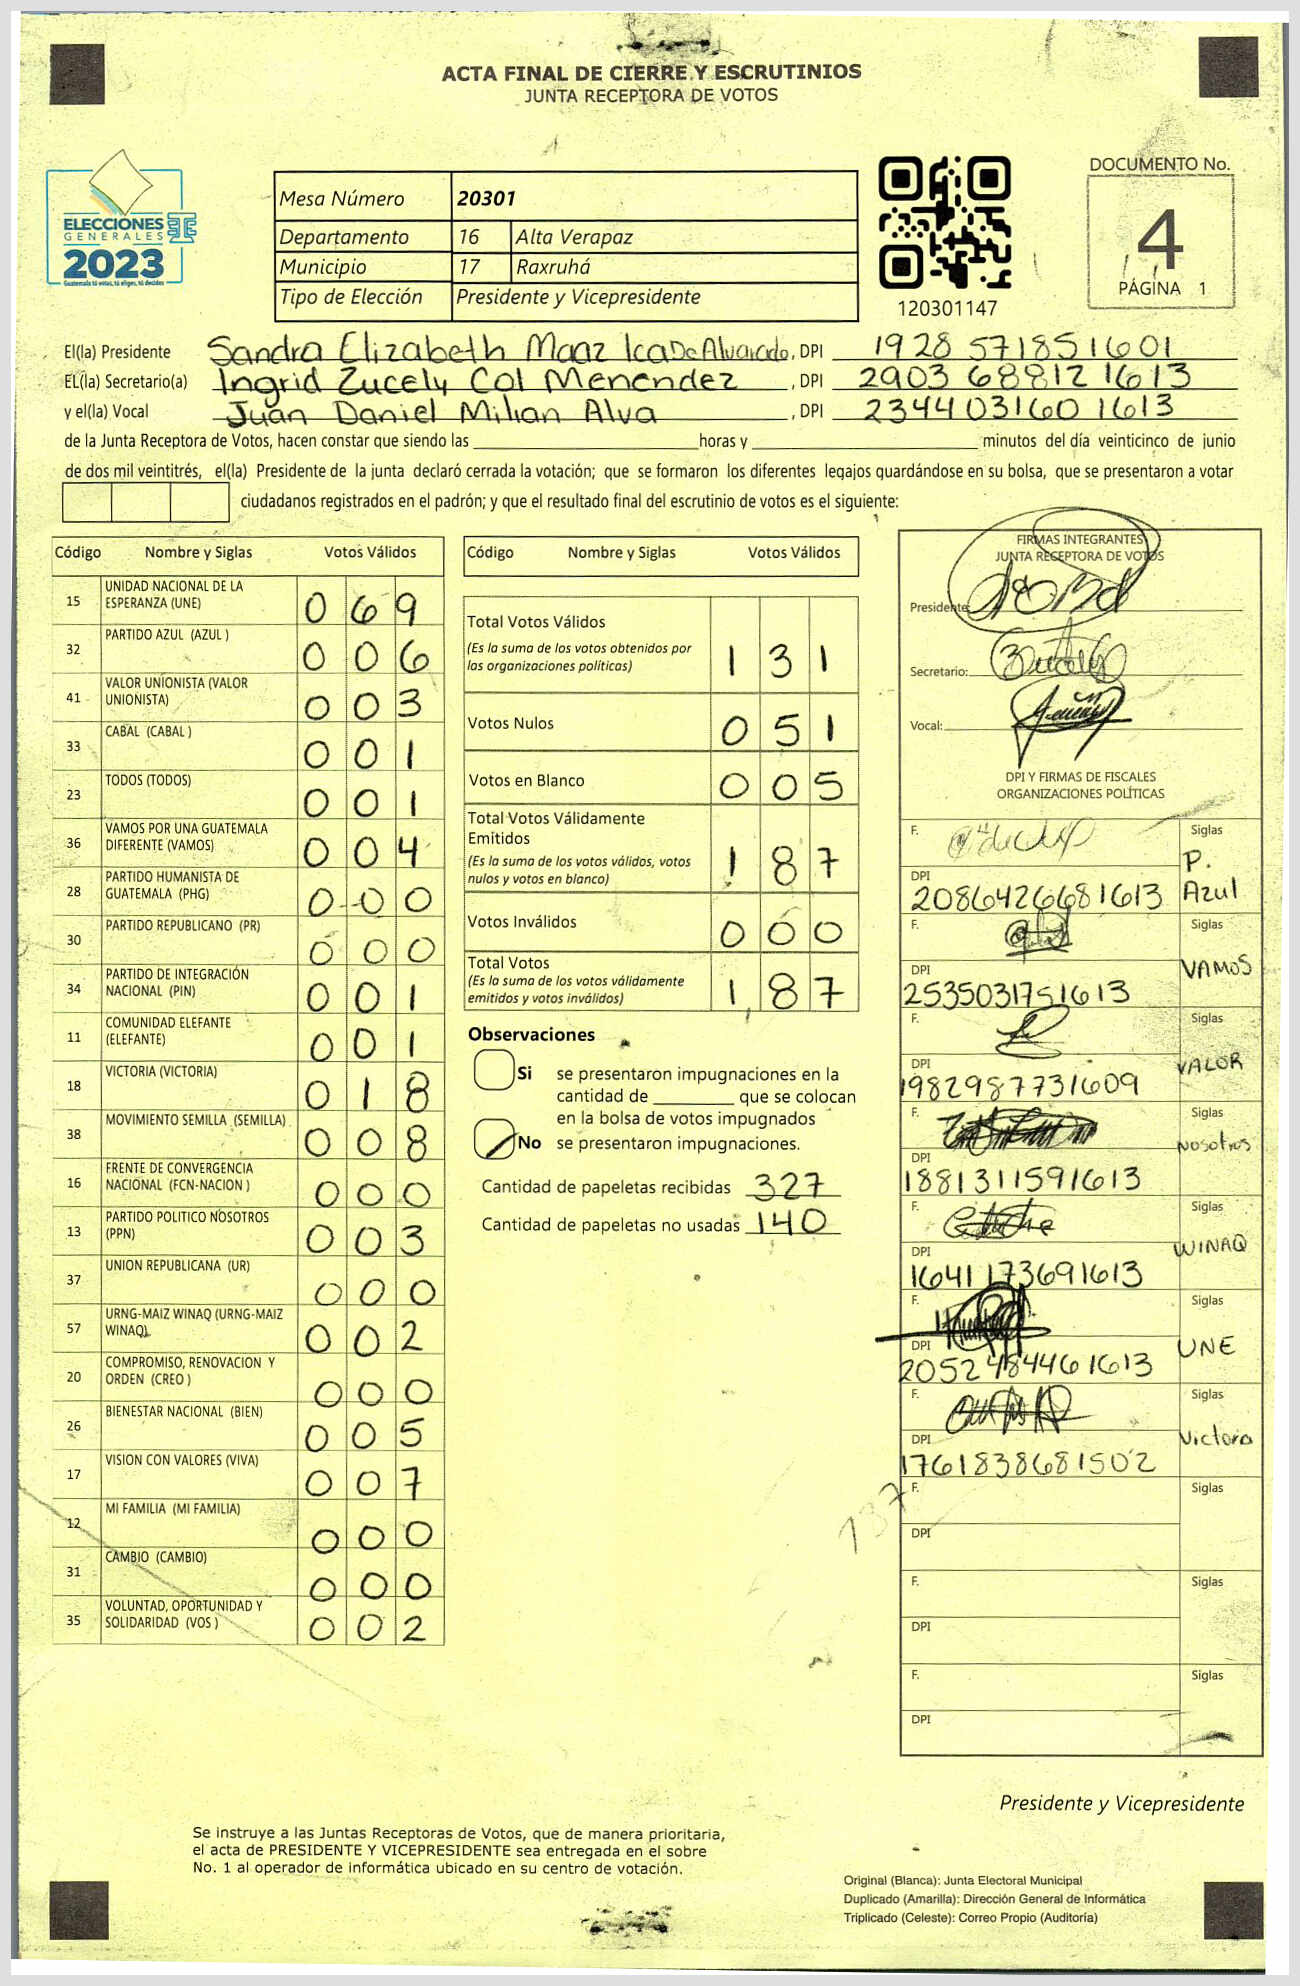 ACTA FINAL DE CIERRE Y ESCRUTINIOS
JUNTA RECEPTORA DE VOTOS
ELECCIONES
GENERALES
2023
Guatemala tú votas, tú eliges, tú decides
Mesa Número 20301
Departamento 16 Alta Verapaz
Municipio 17 Raxruhá
Tipo de Elección Presidente y Vicepresidente
120301147
DOCUMENTO No.
4
PÁGINA 1
El(la) Presidente Sandra Elizabeth Maaz Ical De Alvarado, DPI 1928 57185 1601
EL(la) Secretario(a) Ingrid Zucely Col Menendez, DPI 2903 68812 1613
y el(la) Vocal Juan Daniel Milian Alva, DPI 2344 03160 1613
de la Junta Receptora de Votos, hacen constar que siendo las ____ horas y ____ minutos del día veinticinco de junio
de dos mil veintitrés, el(la) Presidente de la junta declaró cerrada la votación; que se formaron los diferentes legajos guardándose en su bolsa, que se presentaron a votar
ciudadanos registrados en el padrón; y que el resultado final del escrutinio de votos es el siguiente:
Código Nombre y Siglas Votos Válidos
15 UNIDAD NACIONAL DE LA ESPERANZA (UNE) 0 6 9
32 PARTIDO AZUL (AZUL ) 0 0 6
41 VALOR UNIONISTA (VALOR UNIONISTA) 0 0 3
33 CABAL (CABAL ) 0 0 1
23 TODOS (TODOS) 0 0 1
36 VAMOS POR UNA GUATEMALA DIFERENTE (VAMOS) 0 0 4
28 PARTIDO HUMANISTA DE GUATEMALA (PHG) 0 0 0
30 PARTIDO REPUBLICANO (PR) 0 0 0
34 PARTIDO DE INTEGRACIÓN NACIONAL (PIN) 0 0 1
11 COMUNIDAD ELEFANTE (ELEFANTE) 0 0 1
18 VICTORIA (VICTORIA) 0 1 8
38 MOVIMIENTO SEMILLA (SEMILLA) 0 0 8
16 FRENTE DE CONVERGENCIA NACIONAL (FCN-NACION ) 0 0 0
13 PARTIDO POLITICO NOSOTROS (PPN) 0 0 3
37 UNION REPUBLICANA (UR) 0 0 0
57 URNG-MAIZ WINAQ (URNG-MAIZ WINAQ) 0 0 2
20 COMPROMISO, RENOVACION Y ORDEN (CREO ) 0 0 0
26 BIENESTAR NACIONAL (BIEN) 0 0 5
17 VISION CON VALORES (VIVA) 0 0 7
12 MI FAMILIA (MI FAMILIA) 0 0 0
31 CAMBIO (CAMBIO) 0 0 0
35 VOLUNTAD, OPORTUNIDAD Y SOLIDARIDAD (VOS ) 0 0 2
Código Nombre y Siglas Votos Válidos
Total Votos Válidos
(Es la suma de los votos obtenidos por
las organizaciones políticas) 1 3 1
Votos Nulos 0 5 1
Votos en Blanco 0 0 5
Total Votos Válidamente
Emitidos
(Es la suma de los votos válidos, votos
nulos y votos en blanco) 1 8 7
Votos Inválidos 0 0 0
Total Votos
(Es la suma de los votos válidamente
emitidos y votos inválidos) 1 8 7
Observaciones
Si se presentaron impugnaciones en la
cantidad de ____ que se colocan
en la bolsa de votos impugnados
No se presentaron impugnaciones.
Cantidad de papeletas recibidas 327
Cantidad de papeletas no usadas 140
FIRMAS INTEGRANTES
JUNTA RECEPTORA DE VOTOS
Presidente:
Secretario:
Vocal:
DPI Y FIRMAS DE FISCALES
ORGANIZACIONES POLÍTICAS
F. Siglas
P. Azul
DPI 2086426681613
F. Siglas
VAMOS
DPI 2535031751613
F. Siglas
VALOR
DPI 1982987731609
F. Siglas
Nosotros
DPI 1881311591613
F. Siglas
WINAQ
DPI 1641173691613
F. Siglas
UNE
DPI 2052484461613
F. Siglas
Victoria
DPI 1761838681502
F. Siglas
DPI
F. Siglas
DPI
F. Siglas
DPI
137
Presidente y Vicepresidente
Se instruye a las Juntas Receptoras de Votos, que de manera prioritaria,
el acta de PRESIDENTE Y VICEPRESIDENTE sea entregada en el sobre
No. 1 al operador de informática ubicado en su centro de votación.
Original (Blanca): Junta Electoral Municipal
Duplicado (Amarilla): Dirección General de Informática
Triplicado (Celeste): Correo Propio (Auditoría)